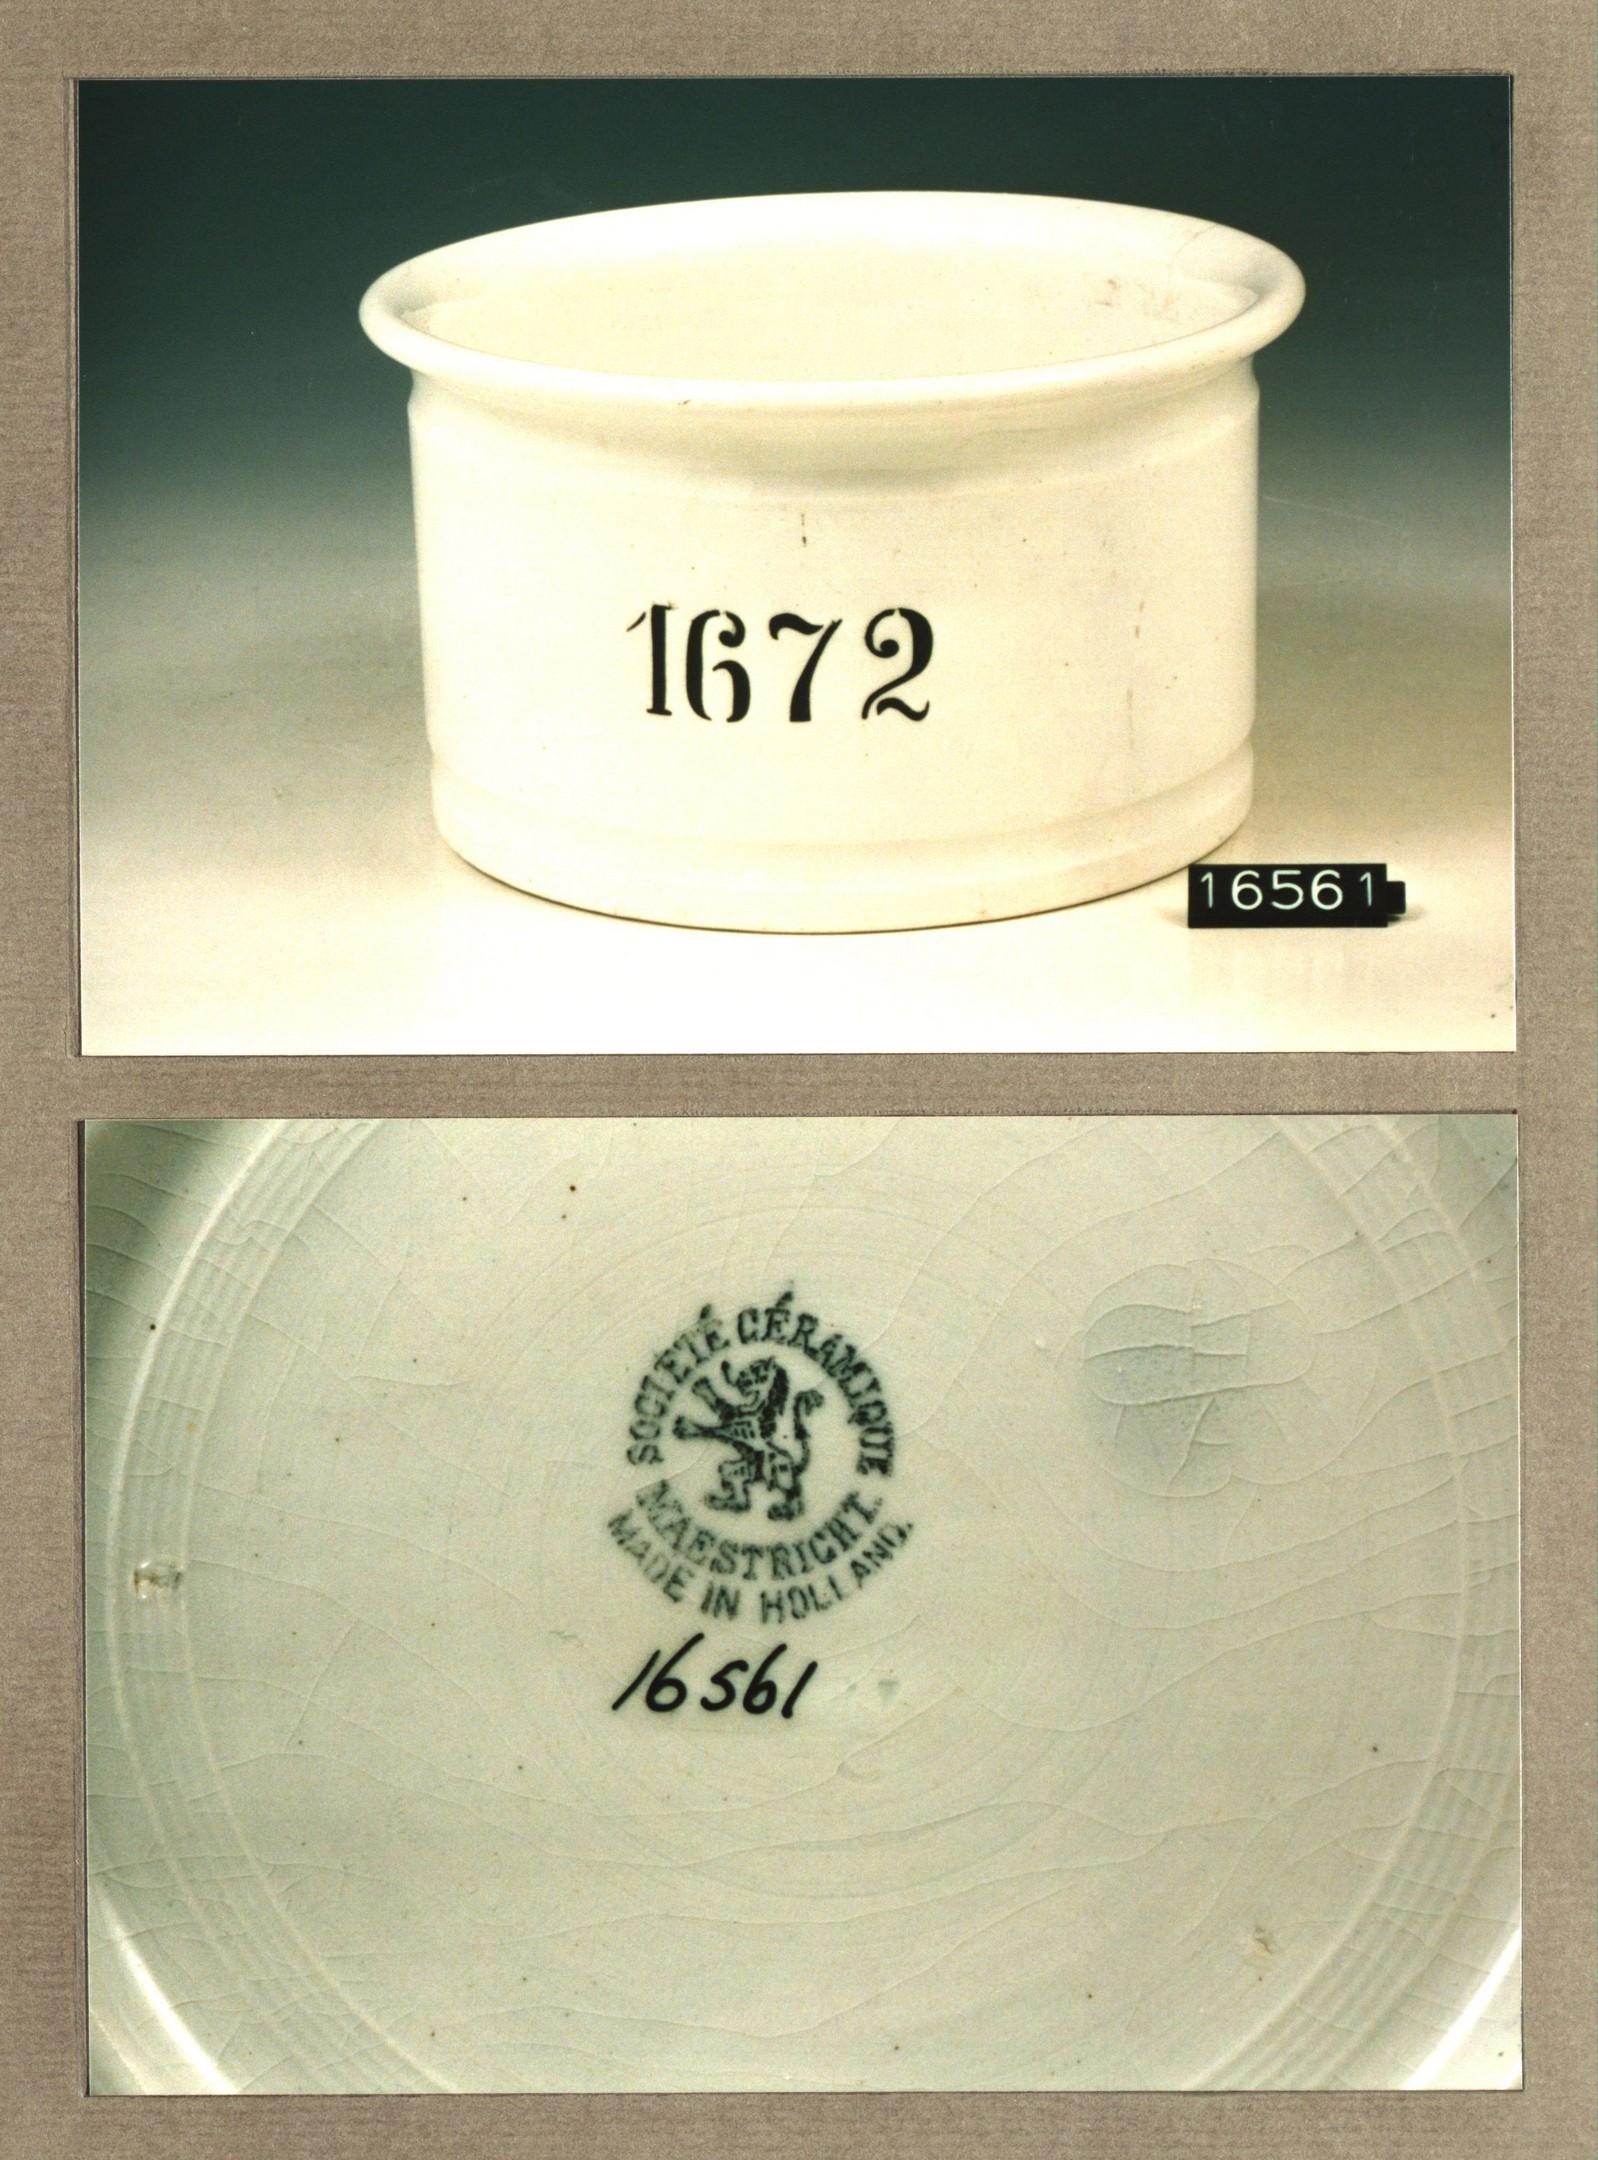 1672
16561
SOCIÉTÉ CÉRAMIQUE
MAESTRICHT.
MADE IN HOLLAND.
16561